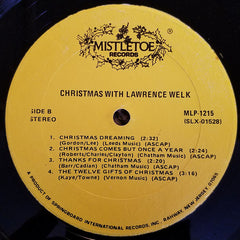 MISTLETOE
RECORDS
CHRISTMAS WITH LAWRENCE WELK
SIDE B
STEREO
MLP-1215
(SLX-01528)
1. CHRISTMAS DREAMING (2:32)
(Gordon/Lee) (Leeds Music) (ASCAP)
2. CHRISTMAS COMES BUT ONCE A YEAR (2:24)
(Roberts/Charles/Clayton) (Chatham Music) (ASCAP)
3. THANKS FOR CHRISTMAS (2:20)
(Barr/Cadian) (Chatham Music) (ASCAP)
4. THE TWELVE GIFTS OF CHRISTMAS (3:16)
(Kaye/Towne) (Vernon Music) (ASCAP)
A PRODUCT OF SPRINGBOARD INTERNATIONAL RECORDS, INC. RAHWAY, NEW JERSEY 07065